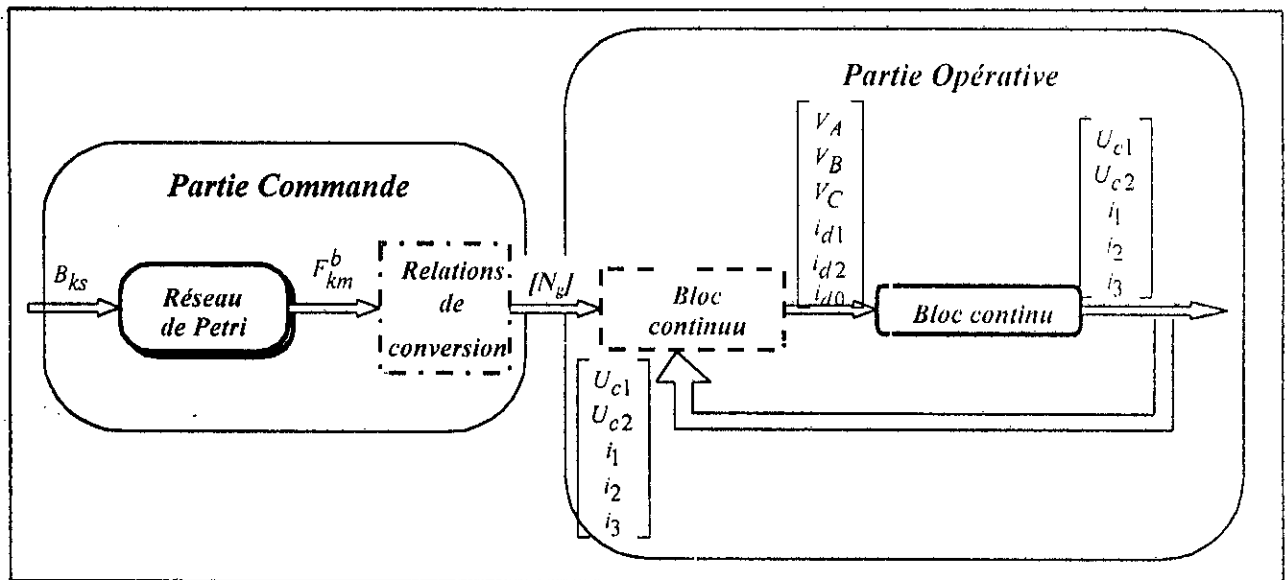 Partie Opérative
Partie Commande
B_ks
Réseau
de Petri
F^b_km
Relations
de
conversion
[N_g]
Bloc
continuu
V_A
V_B
V_C
i_d1
i_d2
i_d0
Bloc continu
U_c1
U_c2
i_1
i_2
i_3
U_c1
U_c2
i_1
i_2
i_3